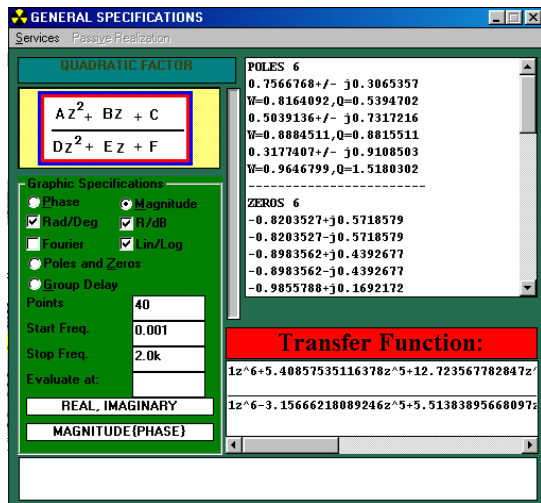 GENERAL SPECIFICATIONS
Services Passive Realization
QUADRATIC FACTOR
Az^2+ Bz + C
Dz^2+ Ez + F
Graphic Specifications
Phase Magnitude
Rad/Deg R/dB
Fourier Lin/Log
Poles and Zeros
Group Delay
Points 40
Start Freq. 0.001
Stop Freq. 2.0k
Evaluate at:
REAL, IMAGINARY
MAGNITUDE{PHASE}
POLES 6
0.7566768+/- j0.3065357
W=0.8164092,Q=0.5394702
0.5039136+/- j0.7317216
W=0.8884511,Q=0.8815511
0.3177407+/- j0.9108503
W=0.9646799,Q=1.5180302
------------------------
ZEROS 6
-0.8203527+j0.5718579
-0.8203527-j0.5718579
-0.8983562+j0.4392677
-0.8983562-j0.4392677
-0.9855788+j0.1692172
Transfer Function:
1z^6+5.40857535116378z^5+12.723567782847z^
1z^6-3.15666218089246z^5+5.51383895668097z